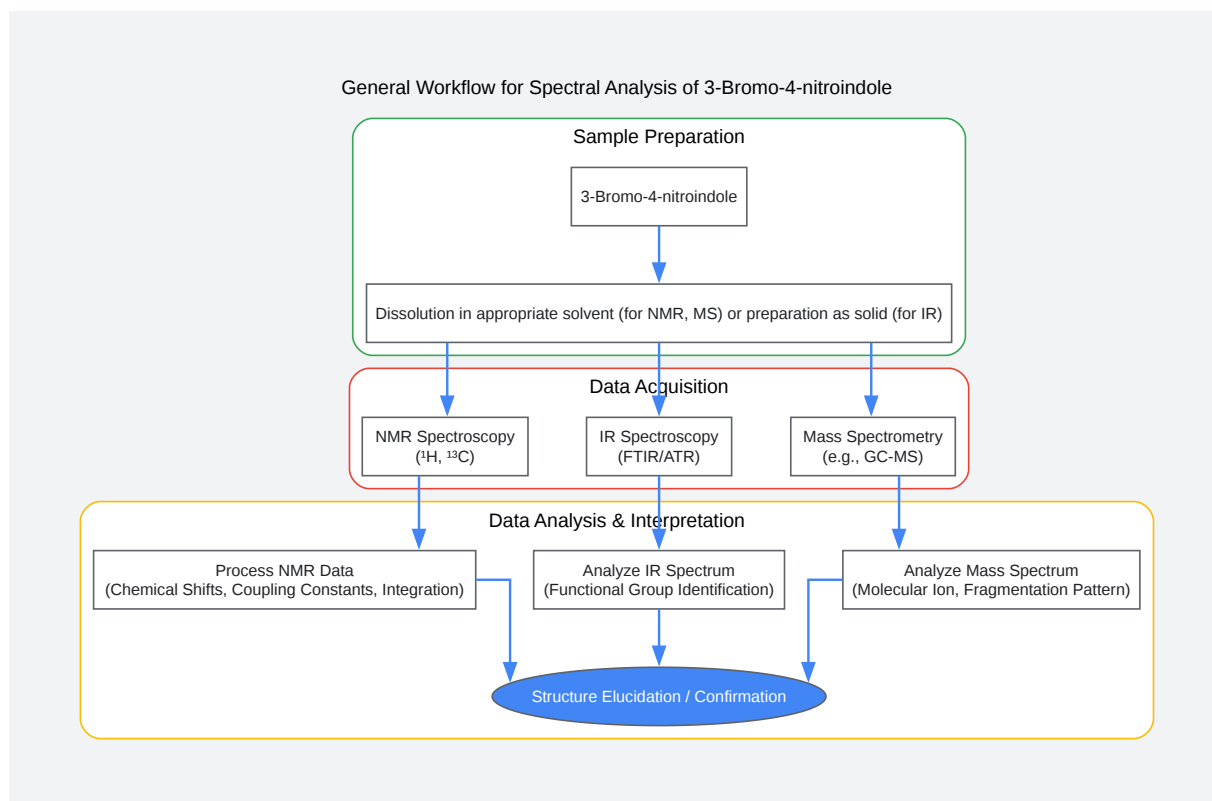 General Workflow for Spectral Analysis of 3-Bromo-4-nitroindole
Sample Preparation
3-Bromo-4-nitroindole
Dissolution in appropriate solvent (for NMR, MS) or preparation as solid (for IR)
Data Acquisition
NMR Spectroscopy
(¹H, ¹³C)
IR Spectroscopy
(FTIR/ATR)
Mass Spectrometry
(e.g., GC-MS)
Data Analysis & Interpretation
Process NMR Data
(Chemical Shifts, Coupling Constants, Integration)
Analyze IR Spectrum
(Functional Group Identification)
Analyze Mass Spectrum
(Molecular Ion, Fragmentation Pattern)
Structure Elucidation / Confirmation